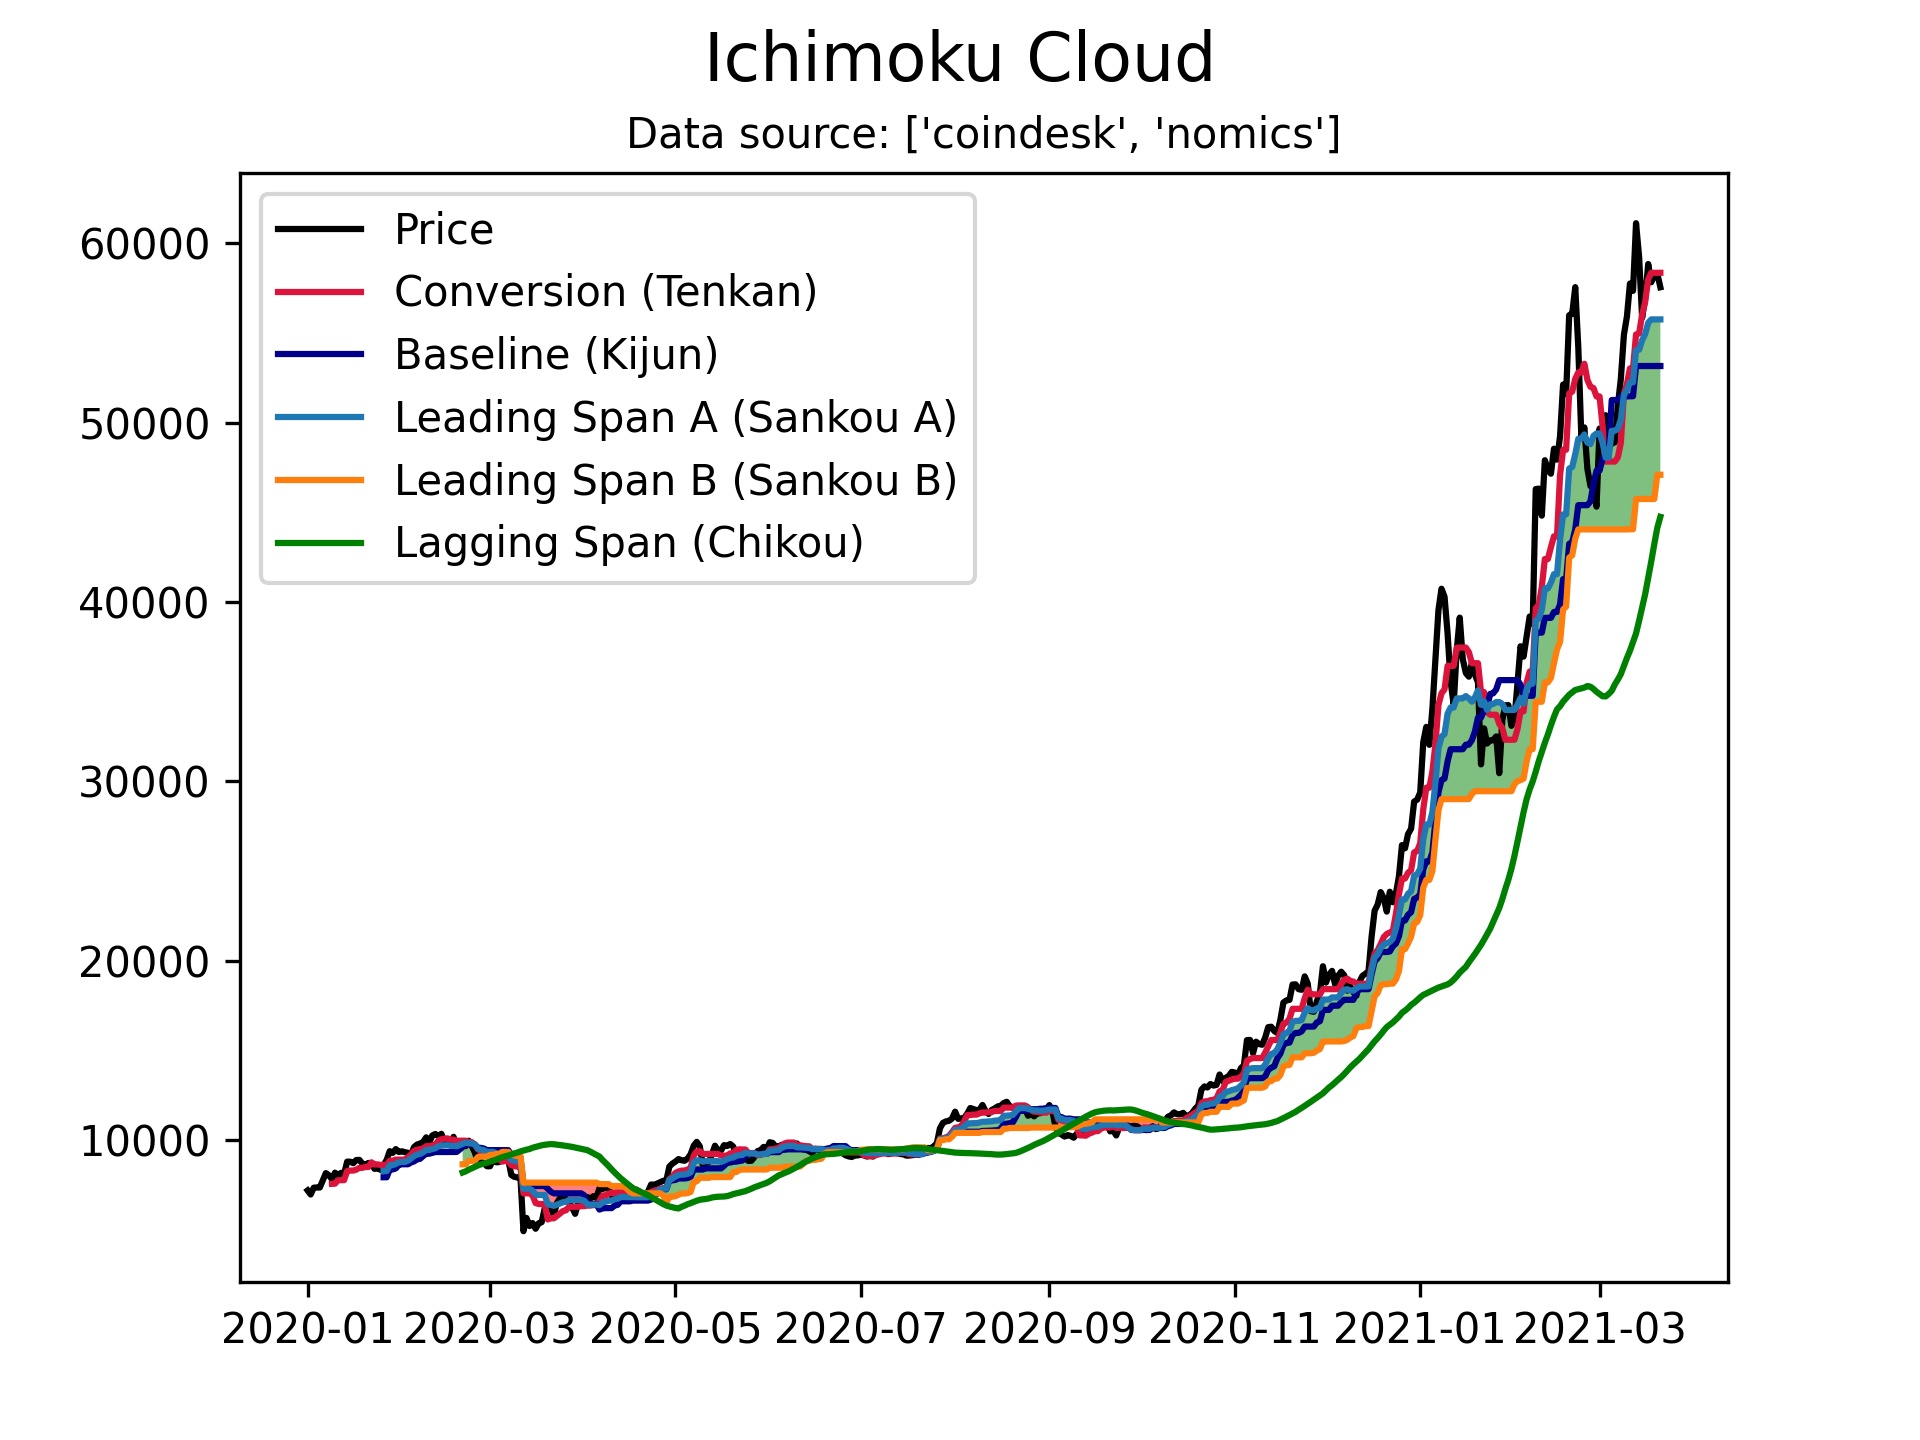 Ichimoku Cloud
Data source: ['coindesk', 'nomics']
Price
Conversion (Tenkan)
Baseline (Kijun)
Leading Span A (Sankou A)
Leading Span B (Sankou B)
Lagging Span (Chikou)
60000
50000
40000
30000
20000
10000
2020-01 2020-03 2020-05 2020-07 2020-09 2020-11 2021-01 2021-03